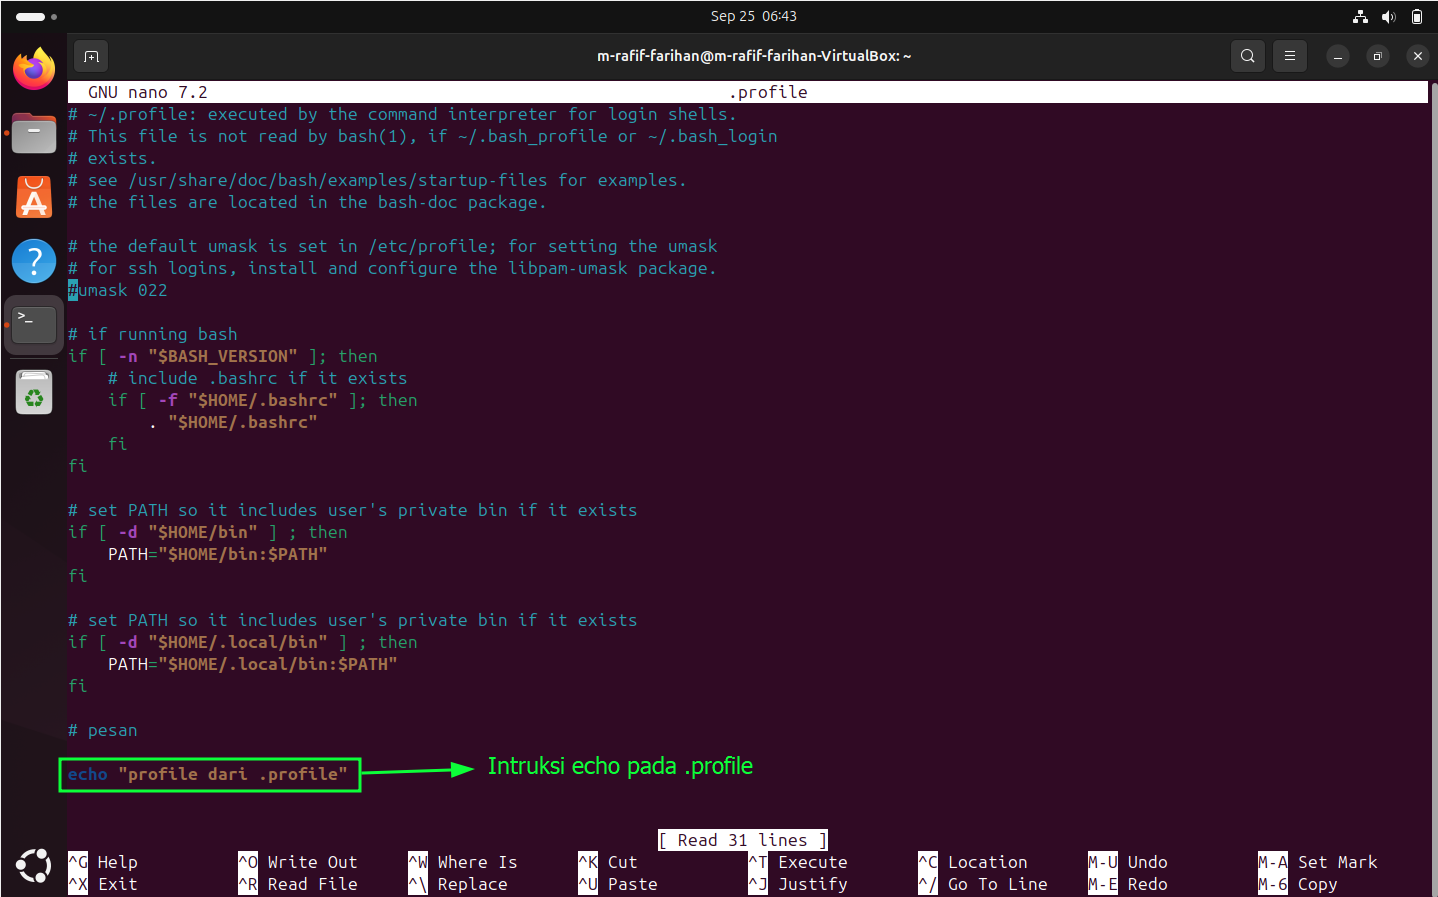 Sep 25 06:43
m-rafif-farihan@m-rafif-farihan-VirtualBox: ~
GNU nano 7.2 .profile
# ~/.profile: executed by the command interpreter for login shells.
# This file is not read by bash(1), if ~/.bash_profile or ~/.bash_login
# exists.
# see /usr/share/doc/bash/examples/startup-files for examples.
# the files are located in the bash-doc package.
# the default umask is set in /etc/profile; for setting the umask
# for ssh logins, install and configure the libpam-umask package.
#umask 022
# if running bash
if [ -n "$BASH_VERSION" ]; then
    # include .bashrc if it exists
    if [ -f "$HOME/.bashrc" ]; then
        . "$HOME/.bashrc"
    fi
fi
# set PATH so it includes user's private bin if it exists
if [ -d "$HOME/bin" ] ; then
    PATH="$HOME/bin:$PATH"
fi
# set PATH so it includes user's private bin if it exists
if [ -d "$HOME/.local/bin" ] ; then
    PATH="$HOME/.local/bin:$PATH"
fi
# pesan
echo "profile dari .profile"
Intruksi echo pada .profile
[ Read 31 lines ]
^G Help ^O Write Out ^W Where Is ^K Cut ^T Execute ^C Location M-U Undo M-A Set Mark
^X Exit ^R Read File ^\ Replace ^U Paste ^J Justify ^/ Go To Line M-E Redo M-6 Copy